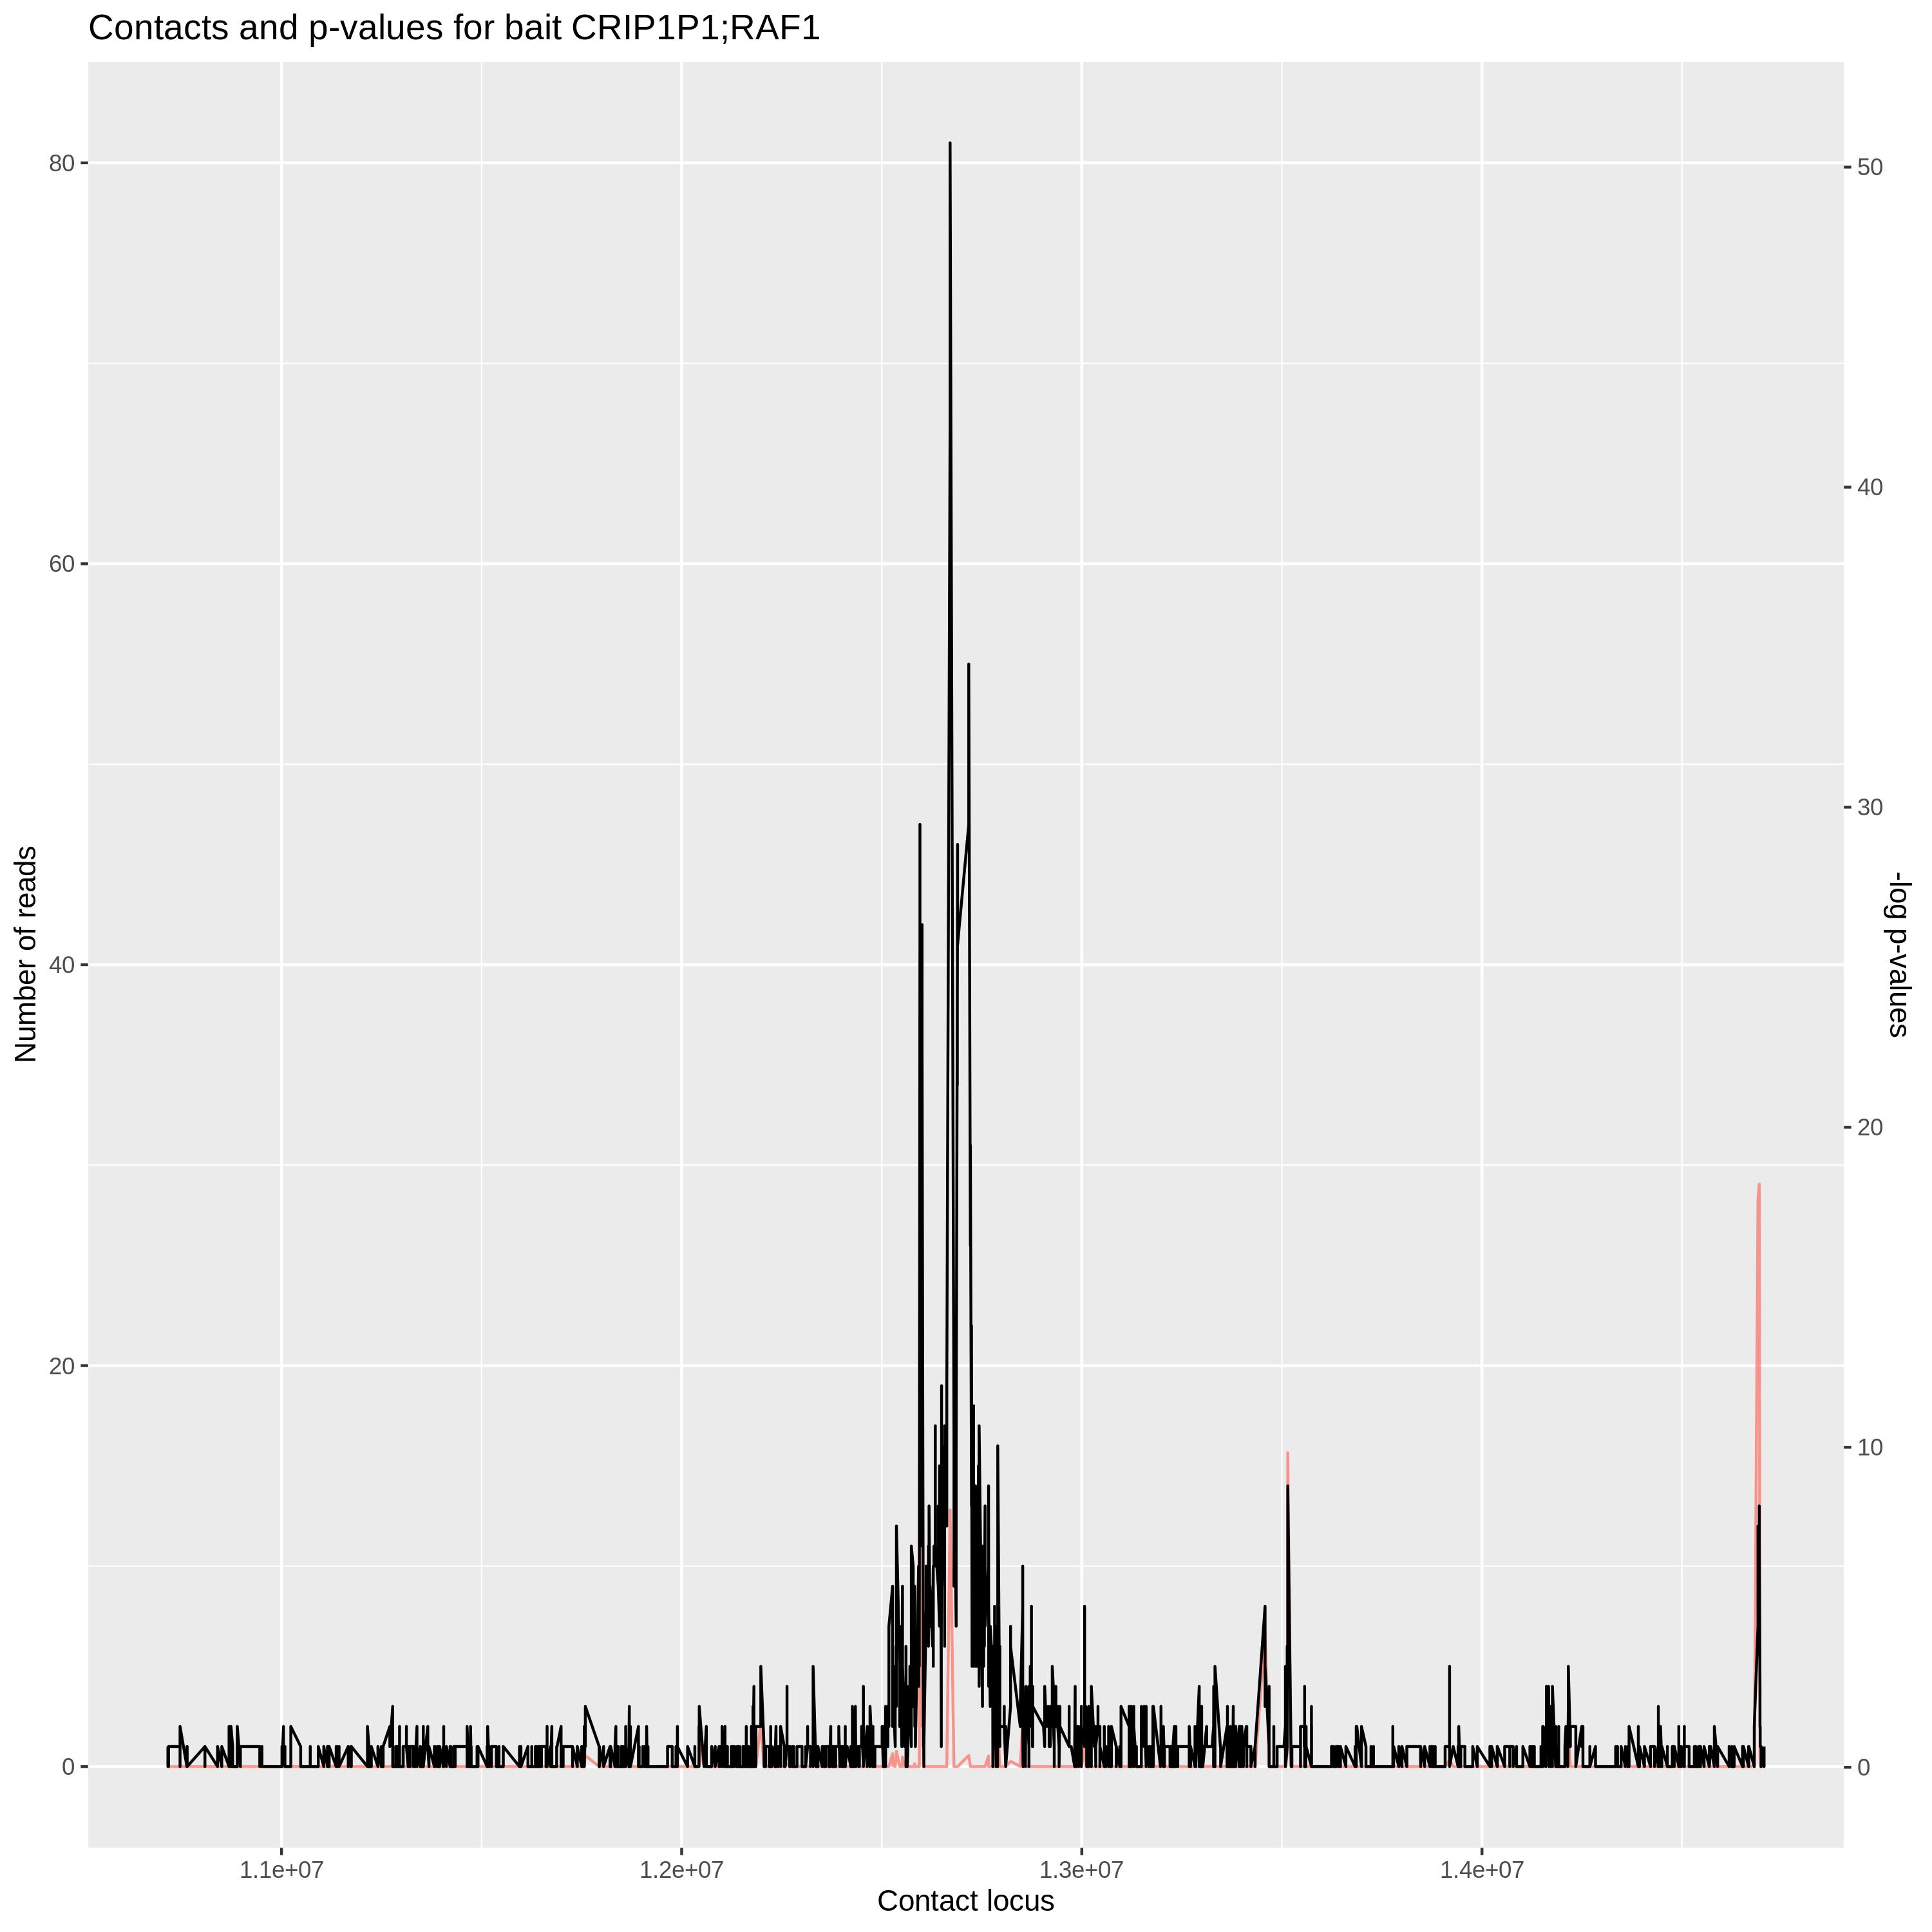 Contacts and p-values for bait CRIP1P1;RAF1
80
60
40
20
0
Number of reads
50
40
30
20
10
0
-log p-values
1.1e+07 1.2e+07 1.3e+07 1.4e+07
Contact locus